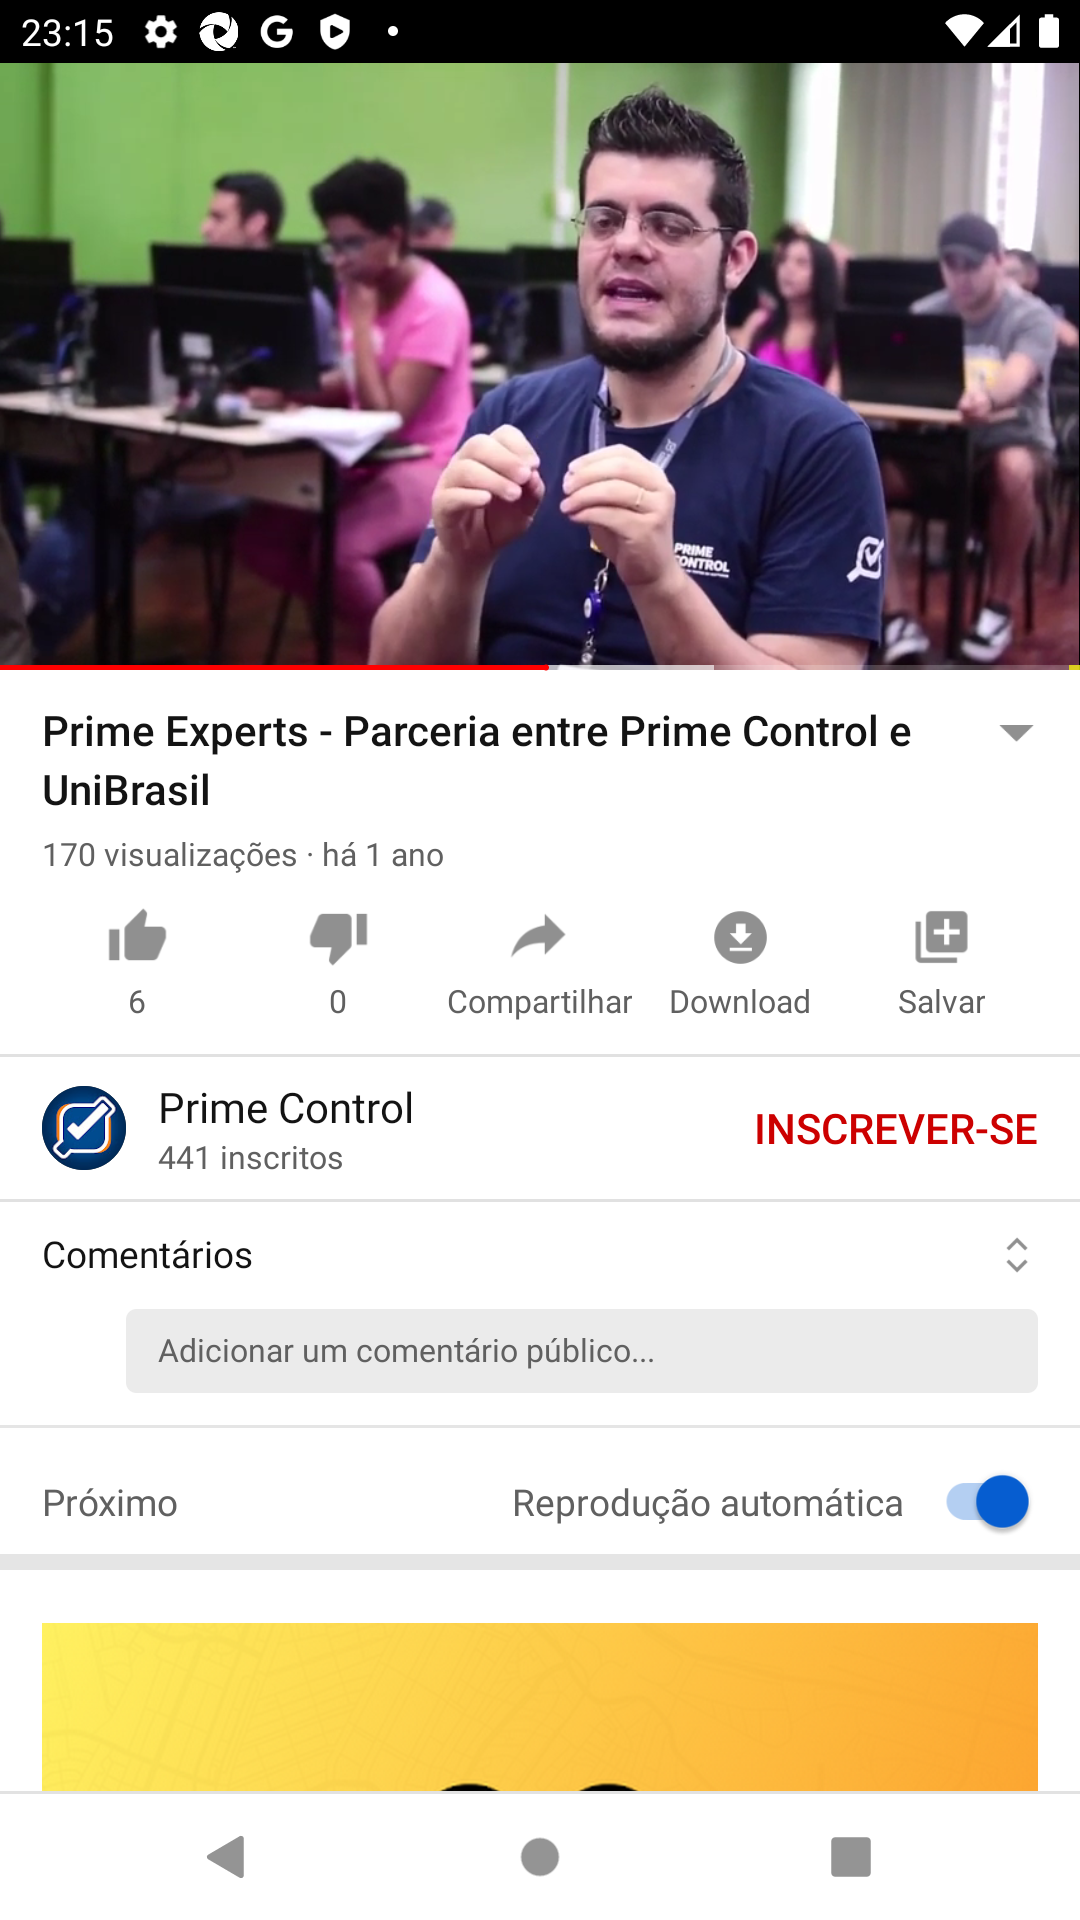 23:15
PRIME
CONTROL
Prime Experts - Parceria entre Prime Control e
UniBrasil
170 visualizações · há 1 ano
6
0
Compartilhar
Download
Salvar
Prime Control
441 inscritos
INSCREVER-SE
Comentários
Adicionar um comentário público...
Próximo
Reprodução automática